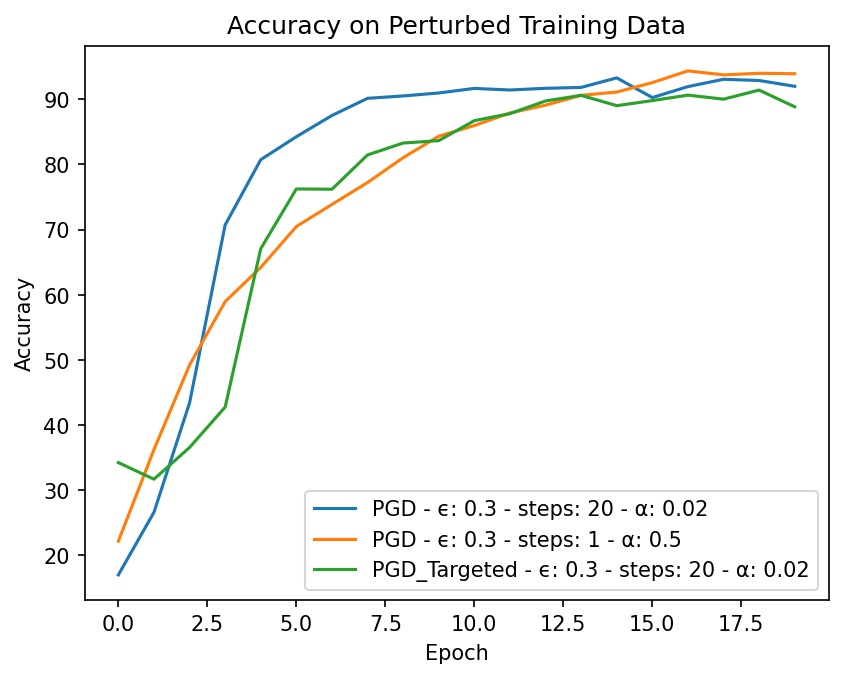 Accuracy on Perturbed Training Data
90
80
70
60
50
40
30
20
Accuracy
PGD - ϵ: 0.3 - steps: 20 - α: 0.02
PGD - ϵ: 0.3 - steps: 1 - α: 0.5
PGD_Targeted - ϵ: 0.3 - steps: 20 - α: 0.02
0.0 2.5 5.0 7.5 10.0 12.5 15.0 17.5
Epoch